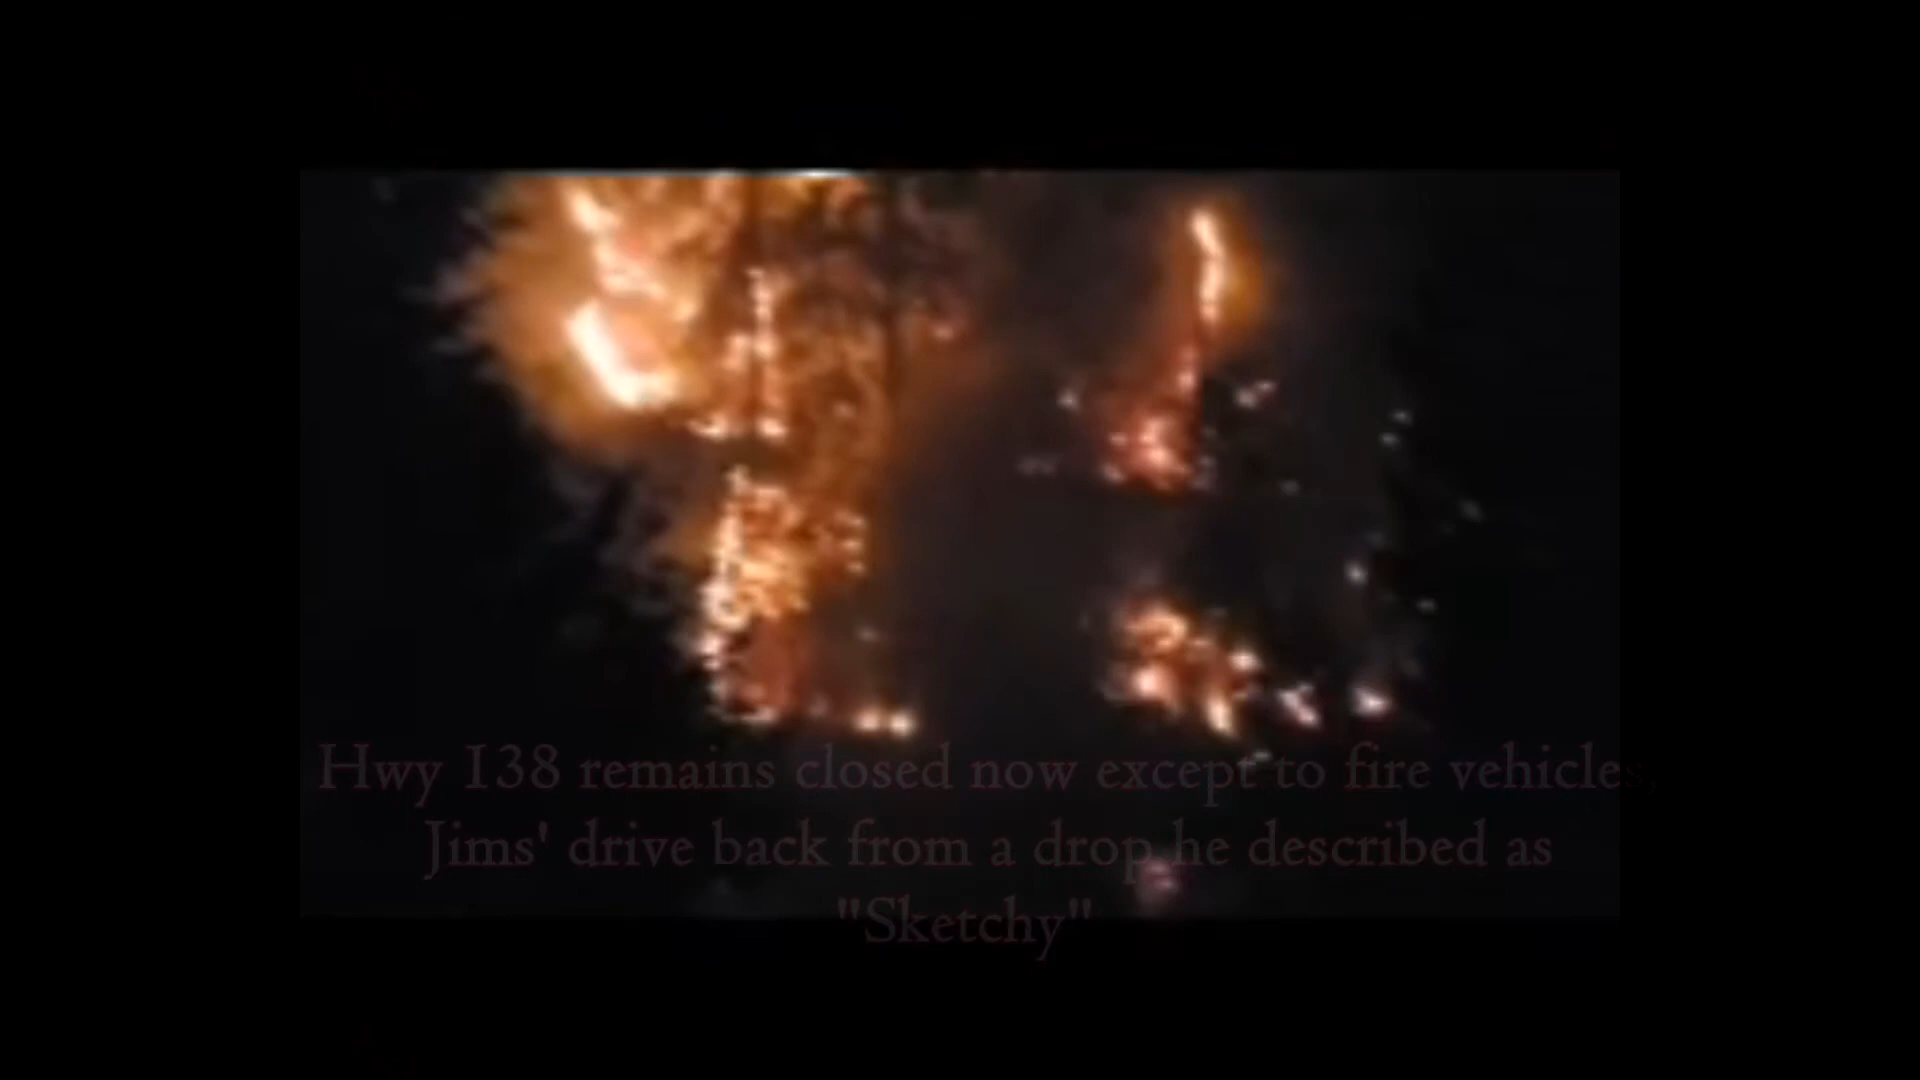 Hwy 138 remains closed now except to fire vehicles.
Jims' drive back from a drop he described as
"Sketchy"